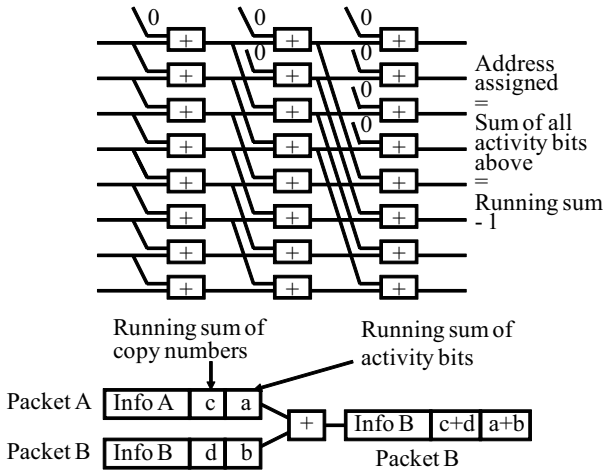 0 0 0
+ + +
0 0
+ + +
0
+ + +
0
+ + +
+ + +
+ + +
+ + +
+ + +
Address
assigned
=
Sum of all
activity bits
above
=
Running sum
- 1
Running sum of
copy numbers
Running sum of
activity bits
Packet A Info A c a
+ Info B c+d a+b
Packet B Info B d b
Packet B